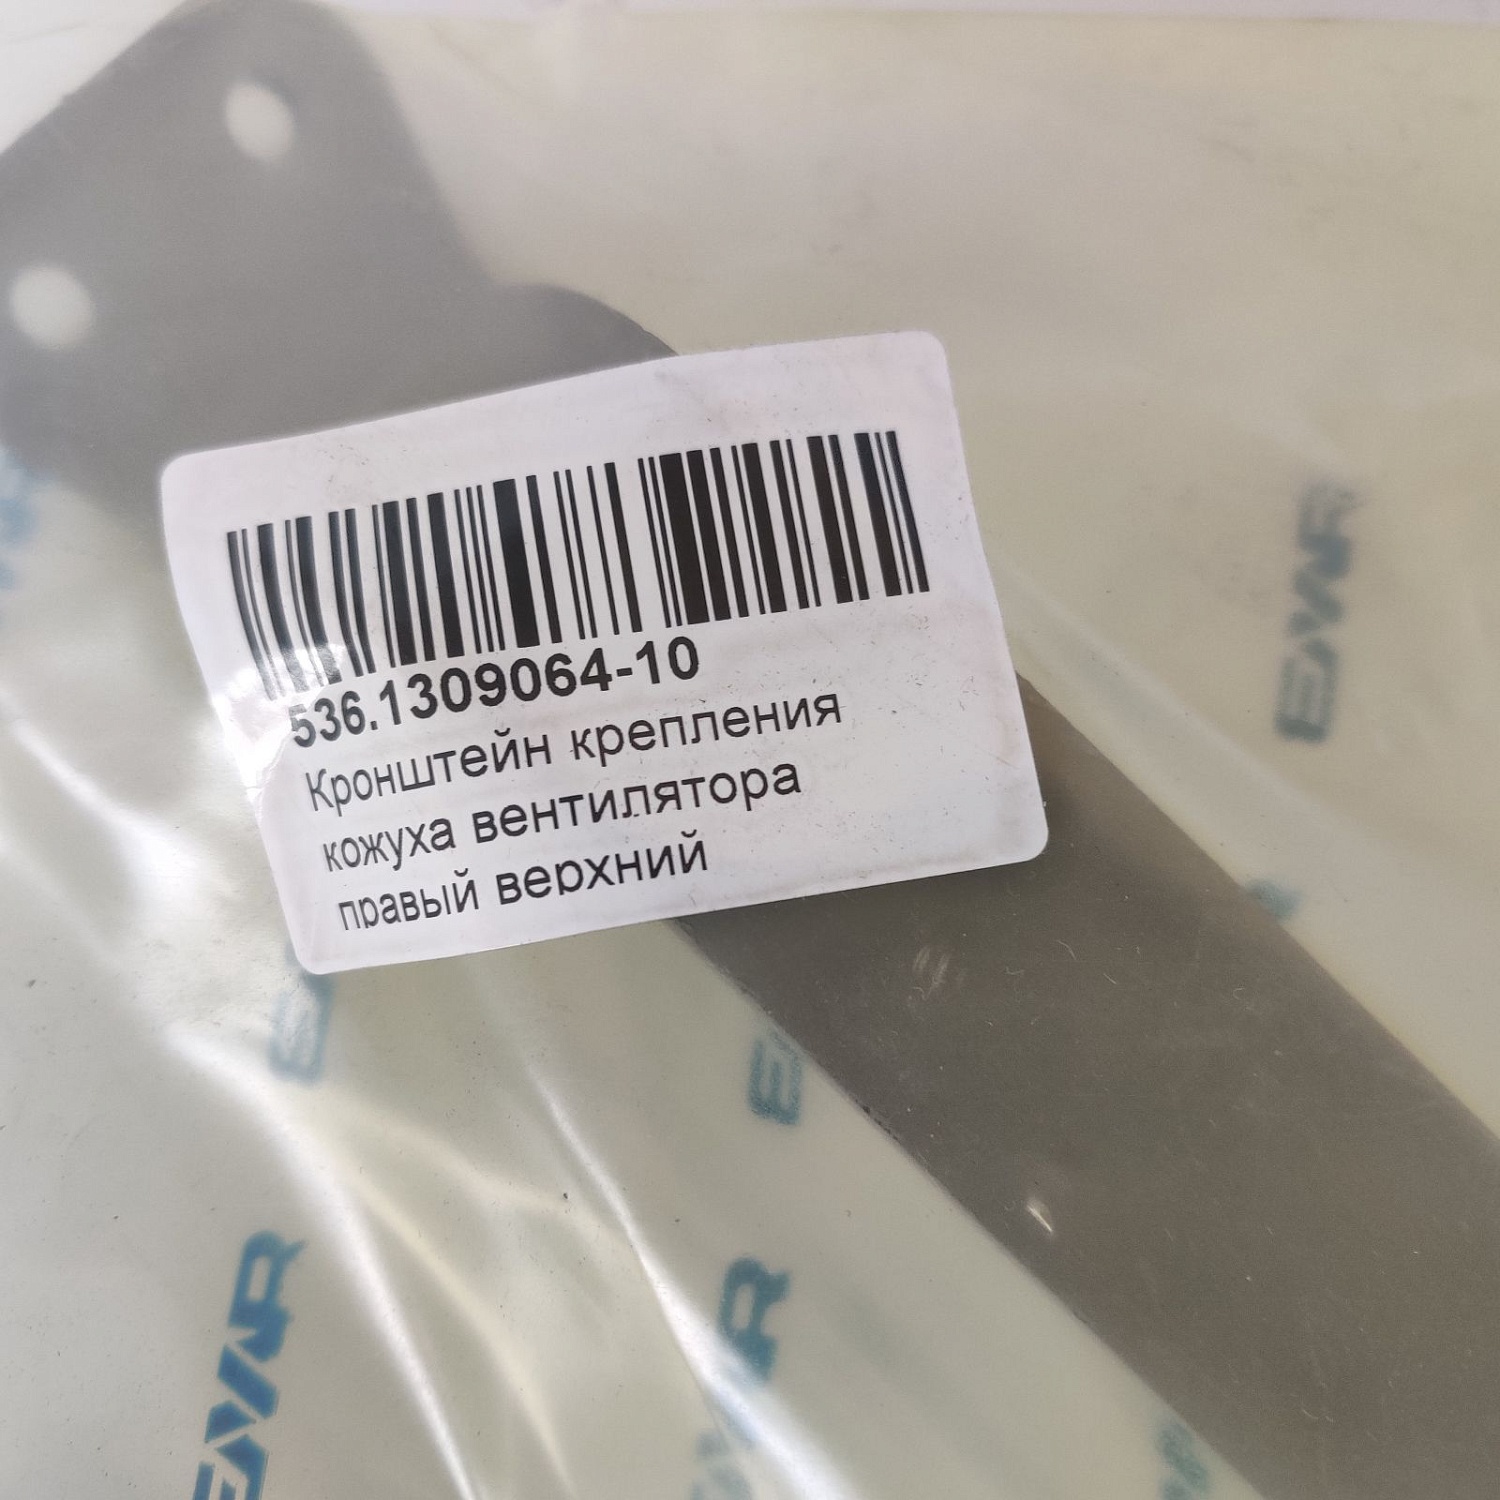 536.1309064-10
Кронштейн крепления
кожуха вентилятора
правый верхний